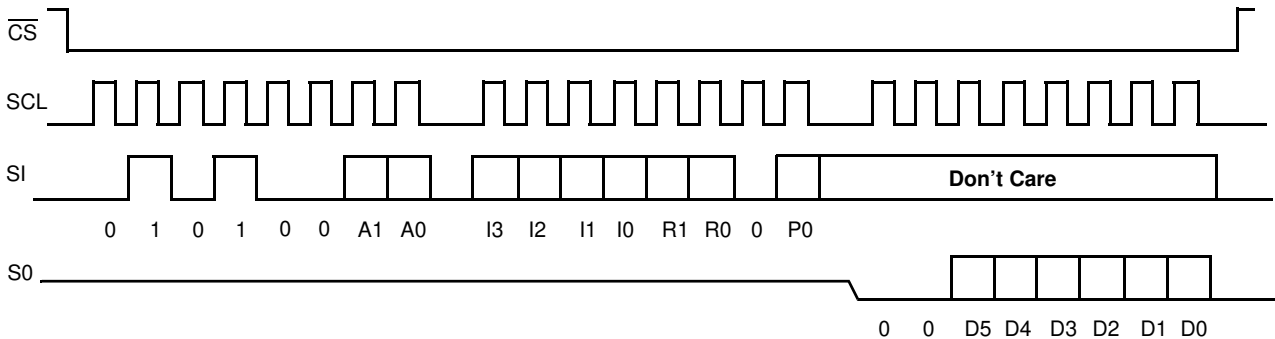 CS
SCL
SI
Don't Care
0 1 0 1 0 0 A1 A0 I3 I2 I1 I0 R1 R0 0 P0
S0
0 0 D5 D4 D3 D2 D1 D0